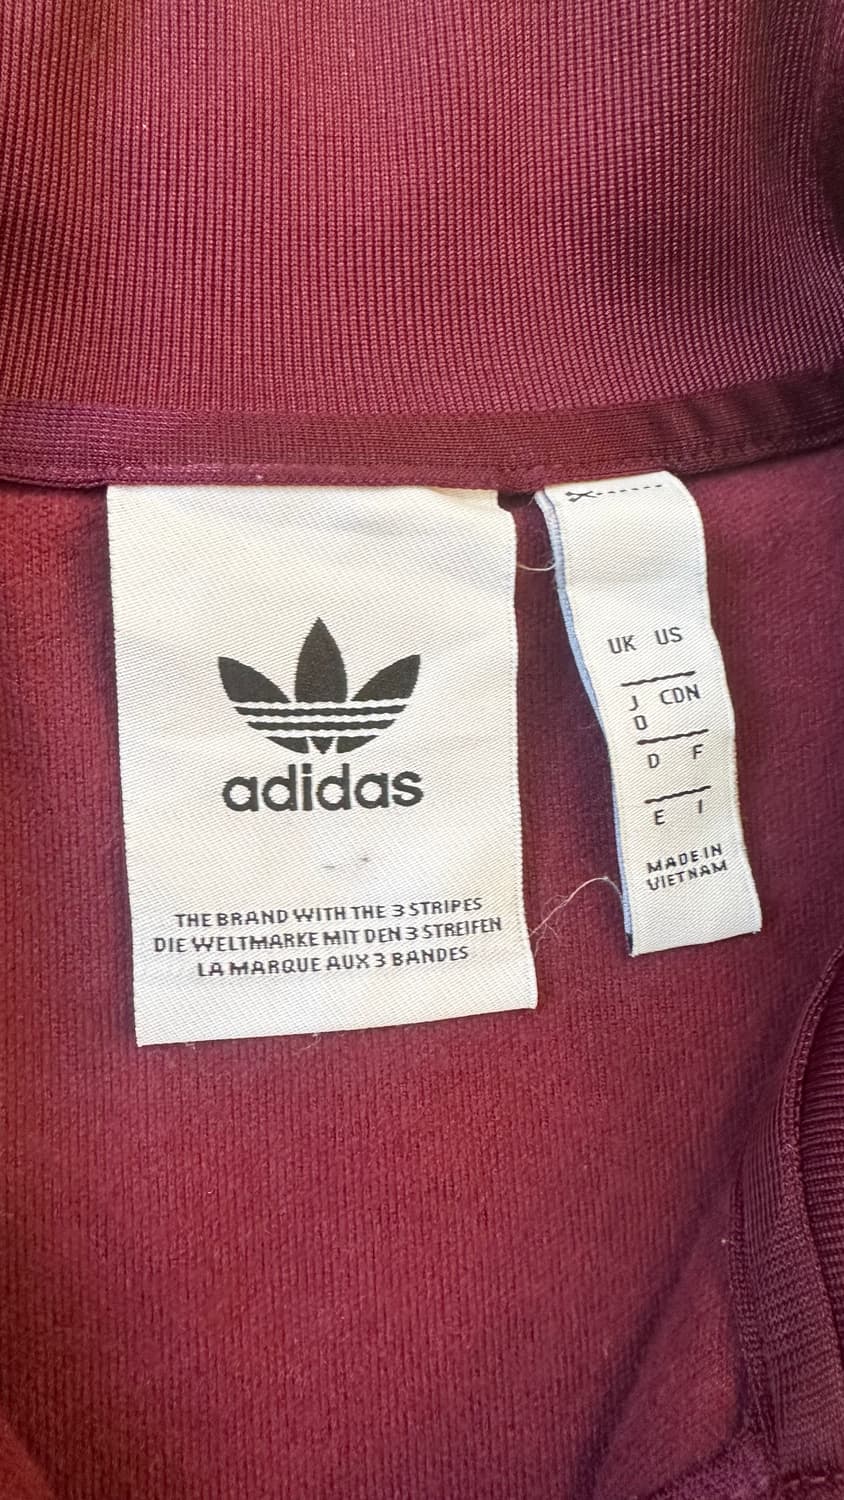 adidas
THE BRAND WITH THE 3 STRIPES
DIE WELTMARKE MIT DEN 3 STREIFEN
LA MARQUE AUX 3 BANDES
UK US
J CDN
O
D F
E I
MADE IN
VIETNAM